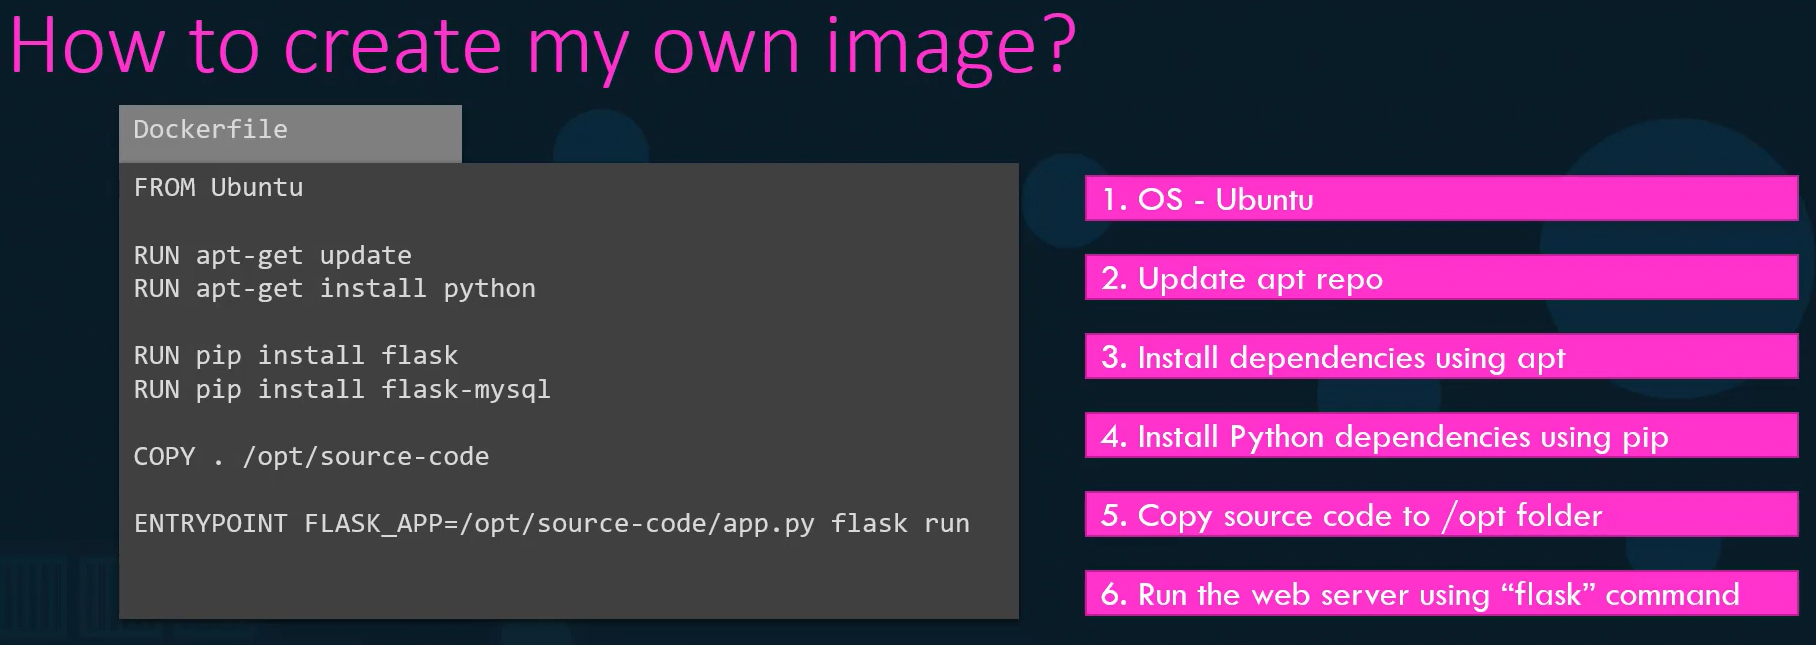 How to create my own image?
Dockerfile
FROM Ubuntu
RUN apt-get update
RUN apt-get install python
RUN pip install flask
RUN pip install flask-mysql
COPY . /opt/source-code
ENTRYPOINT FLASK_APP=/opt/source-code/app.py flask run
1. OS - Ubuntu
2. Update apt repo
3. Install dependencies using apt
4. Install Python dependencies using pip
5. Copy source code to /opt folder
6. Run the web server using “flask” command